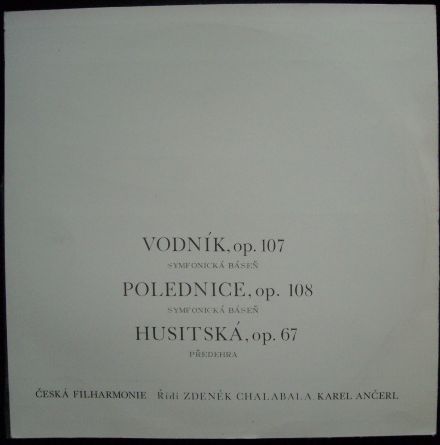 VODNÍK, op. 107
SYMFONICKÁ BÁSEŇ
POLEDNICE, op. 108
SYMFONICKÁ BÁSEŇ
HUSITSKÁ, op. 67
PŘEDEHRA
ČESKÁ FILHARMONIE Řídí ZDENĚK CHALABALA KAREL ANČERL